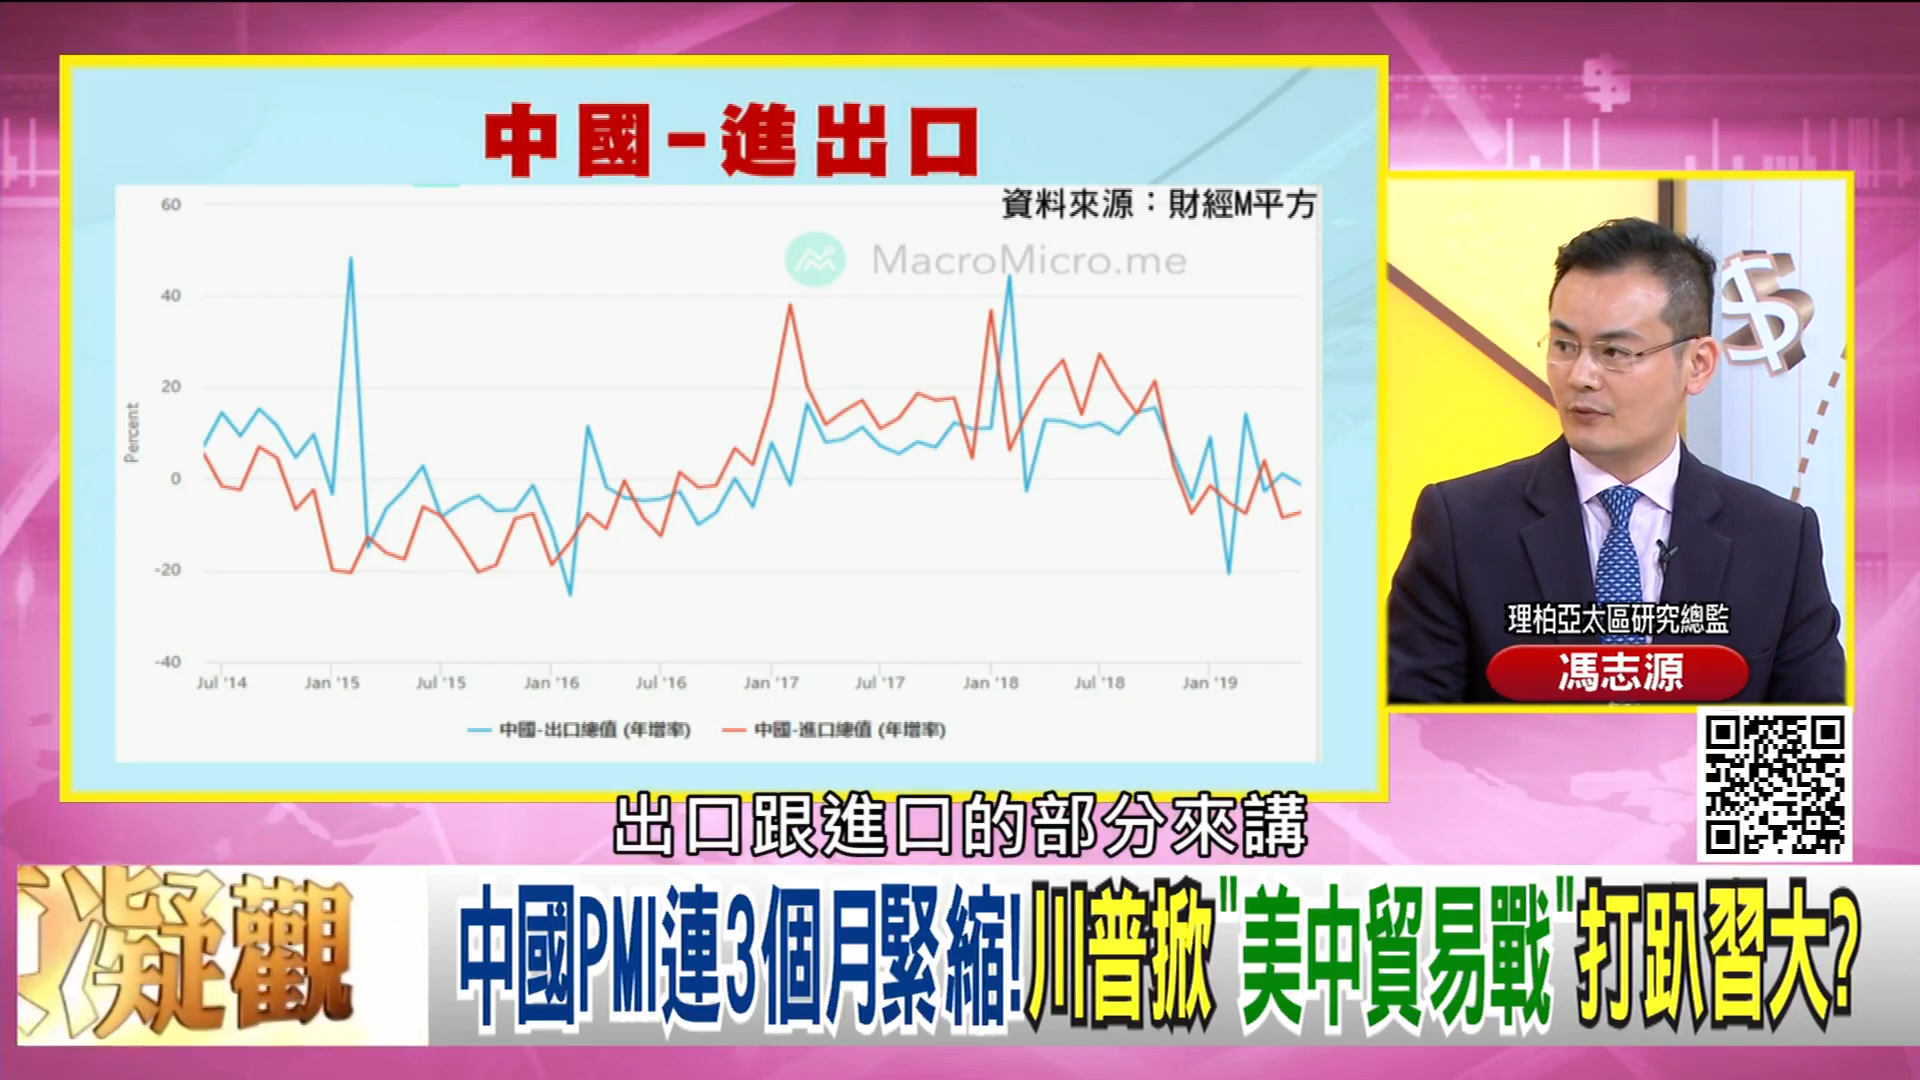 中國-進出口
資料來源：財經M平方
MacroMicro.me
60
40
20
0
-20
-40
Percent
Jul '14
Jan '15
Jul '15
Jan '16
Jul '16
Jan '17
Jul '17
Jan '18
Jul '18
Jan '19
中國-出口總值 (年增率)
中國-進口總值 (年增率)
理柏亞太區研究總監
馮志源
出口跟進口的部分來講
凝觀
中國PMI連3個月緊縮!川普掀"美中貿易戰"打趴習大?